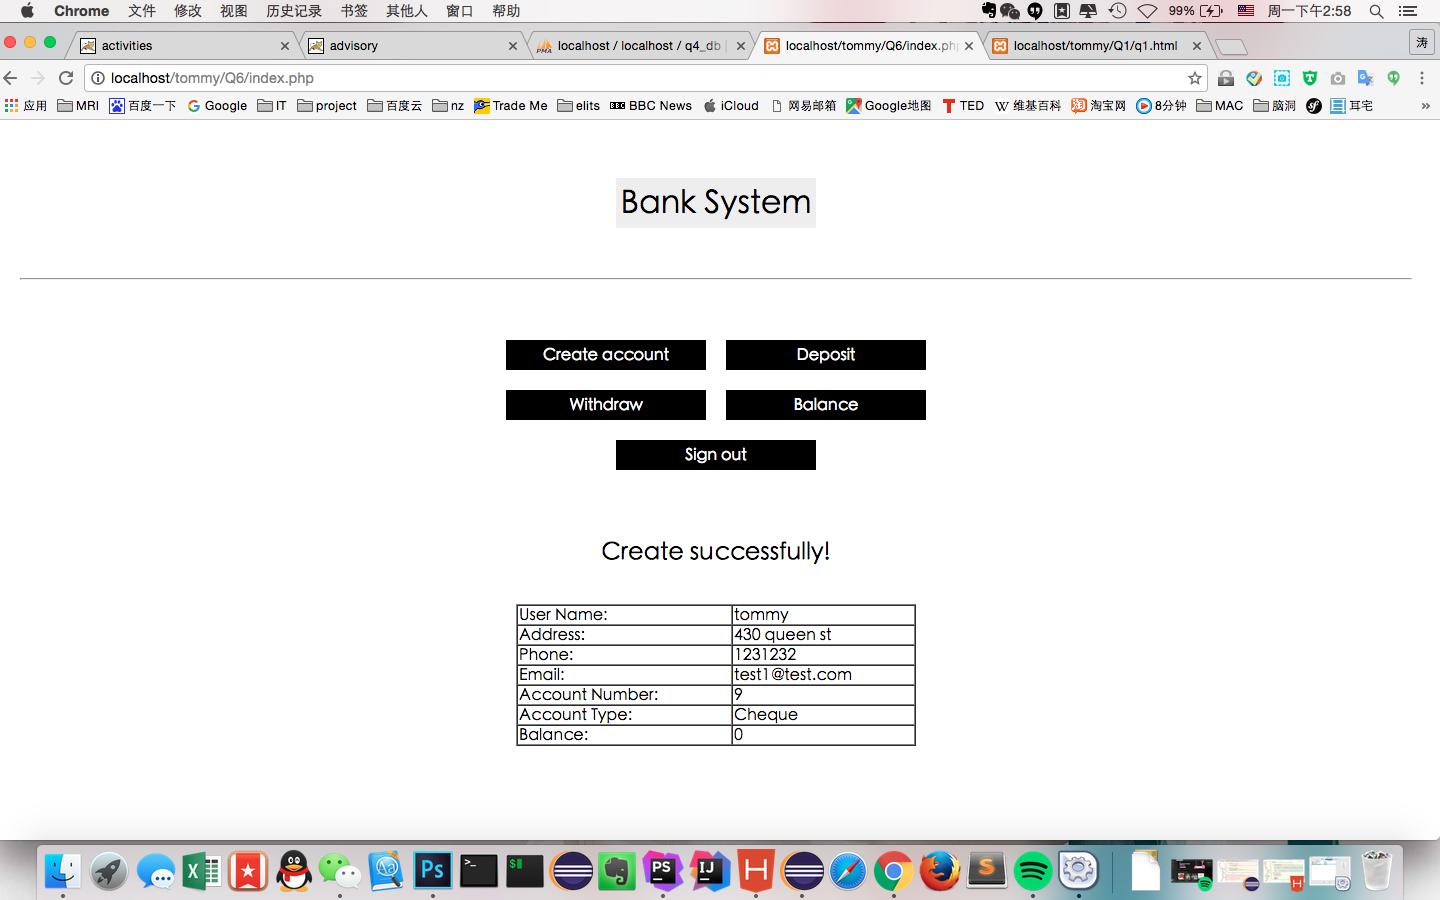 Chrome 文件 修改 视图 历史记录 书签 其他人 窗口 帮助 99% 周一下午2:58
activities advisory localhost / localhost / q4_db localhost/tommy/Q6/index.php localhost/tommy/Q1/q1.html 涛
localhost/tommy/Q6/index.php
应用 MRI 百度一下 Google IT project 百度云 nz Trade Me elits BBC News iCloud 网易邮箱 Google地图 TED 维基百科 淘宝网 8分钟 MAC 脑洞 耳宅 »
Bank System
Create account Deposit
Withdraw Balance
Sign out
Create successfully!
User Name: tommy
Address: 430 queen st
Phone: 1231232
Email: test1@test.com
Account Number: 9
Account Type: Cheque
Balance: 0